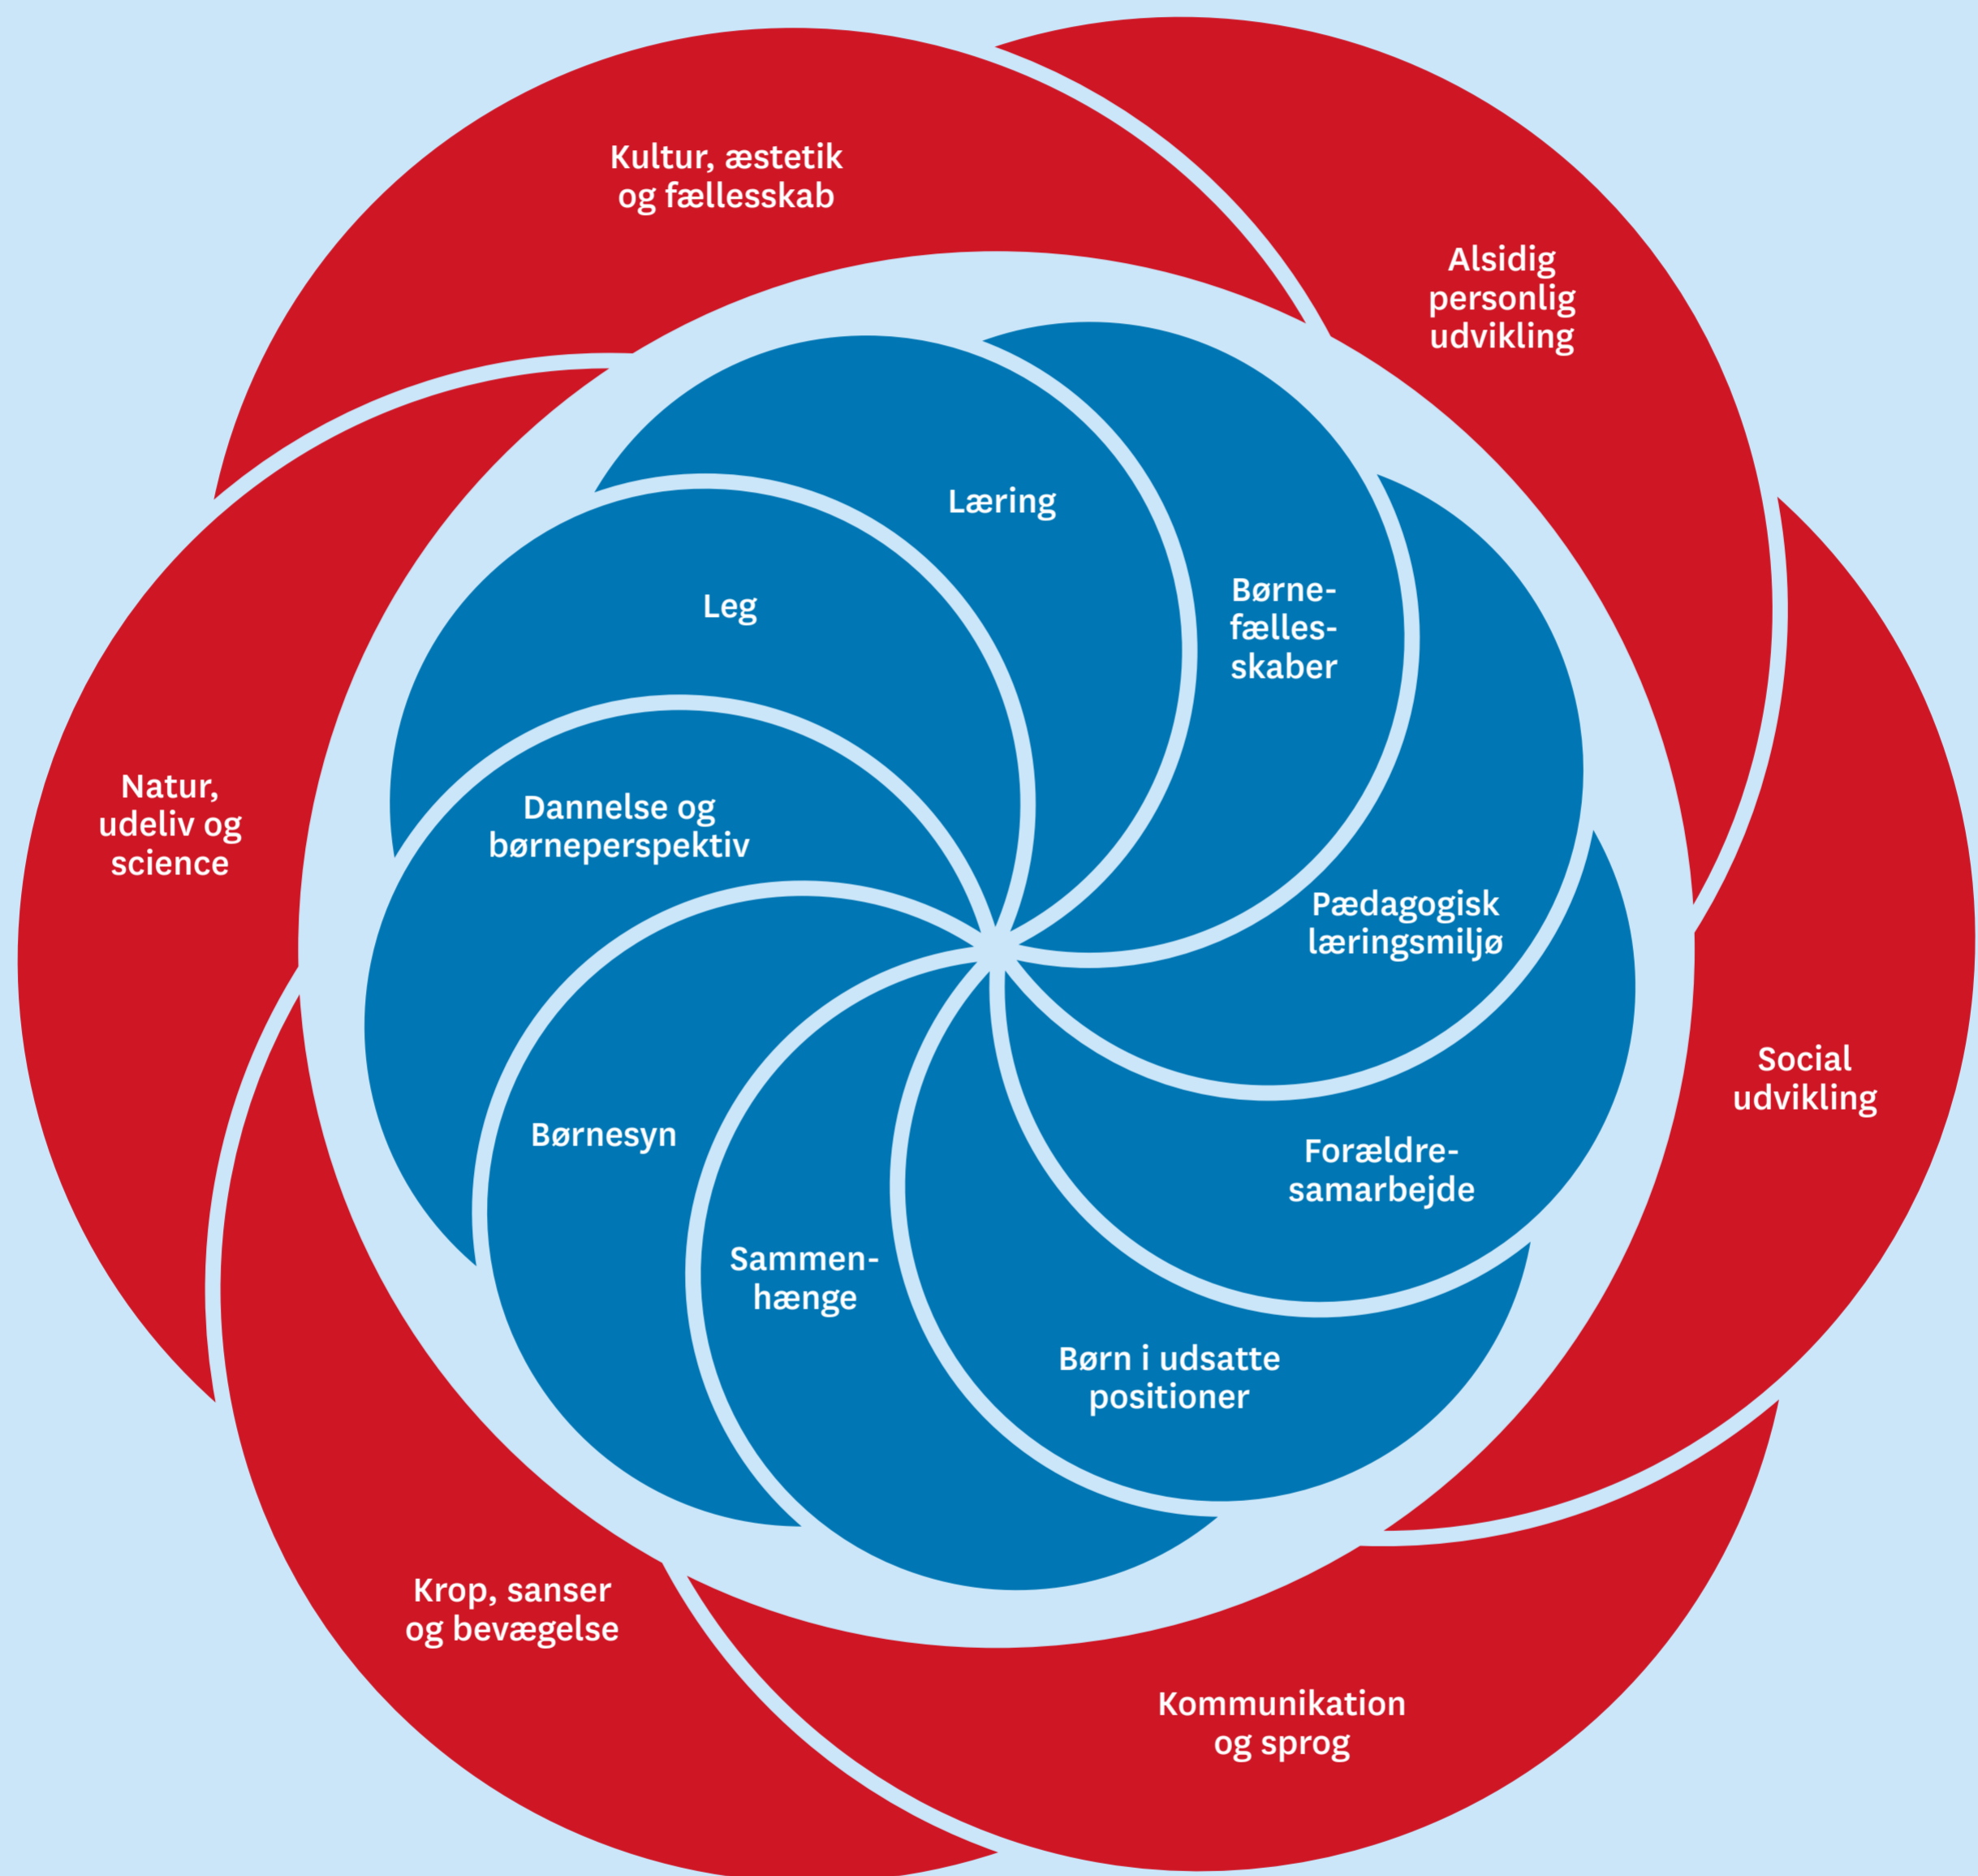 Kultur, æstetik
og fællesskab
Alsidig
personlig
udvikling
Læring
Børne-
fælles-
skaber
Leg
Natur,
udeliv og
science
Dannelse og
børneperspektiv
Pædagogisk
læringsmiljø
Social
udvikling
Børnesyn
Forældre-
samarbejde
Sammen-
hænge
Børn i udsatte
positioner
Krop, sanser
og bevægelse
Kommunikation
og sprog